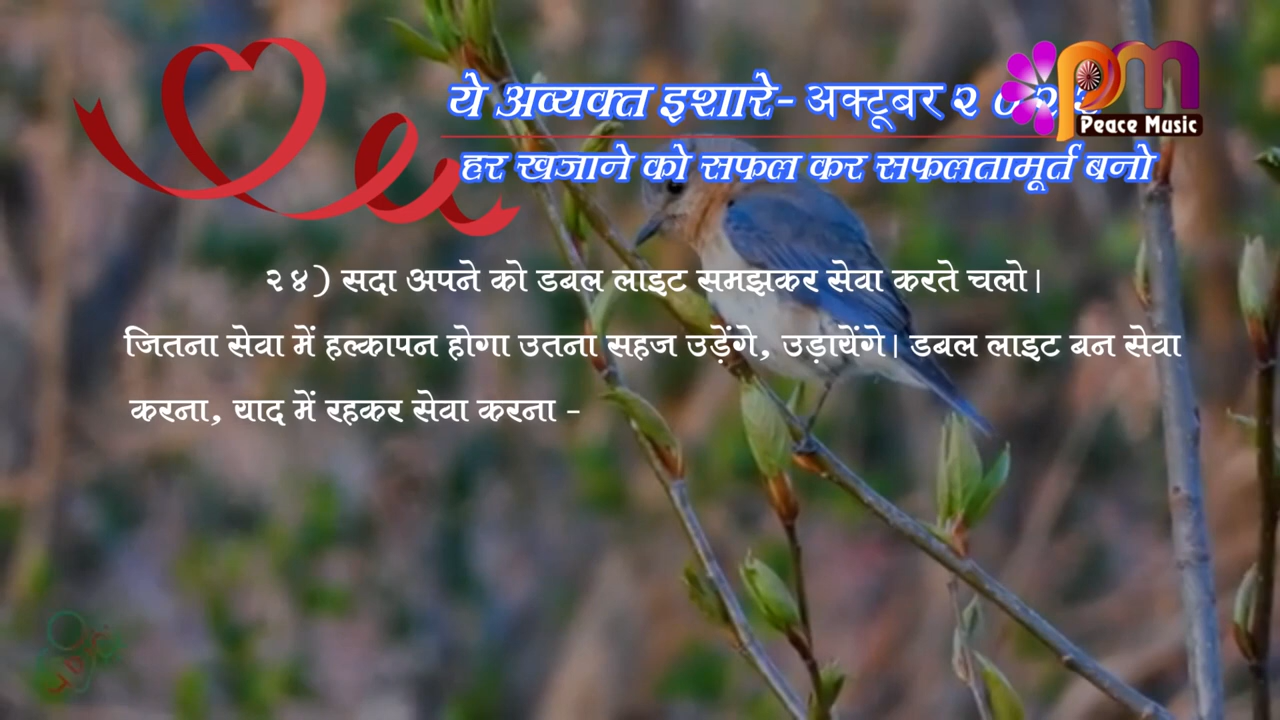 ये अव्यक्त इशारे- अक्टूबर २०
Peace Music
हर खजाने को सफल कर सफलतामूर्त बनो
२४) सदा अपने को डबल लाइट समझकर सेवा करते चलो।
जितना सेवा में हल्कापन होगा उतना सहज उड़ेंगे, उड़ायेंगे। डबल लाइट बन सेवा
करना, याद में रहकर सेवा करना -